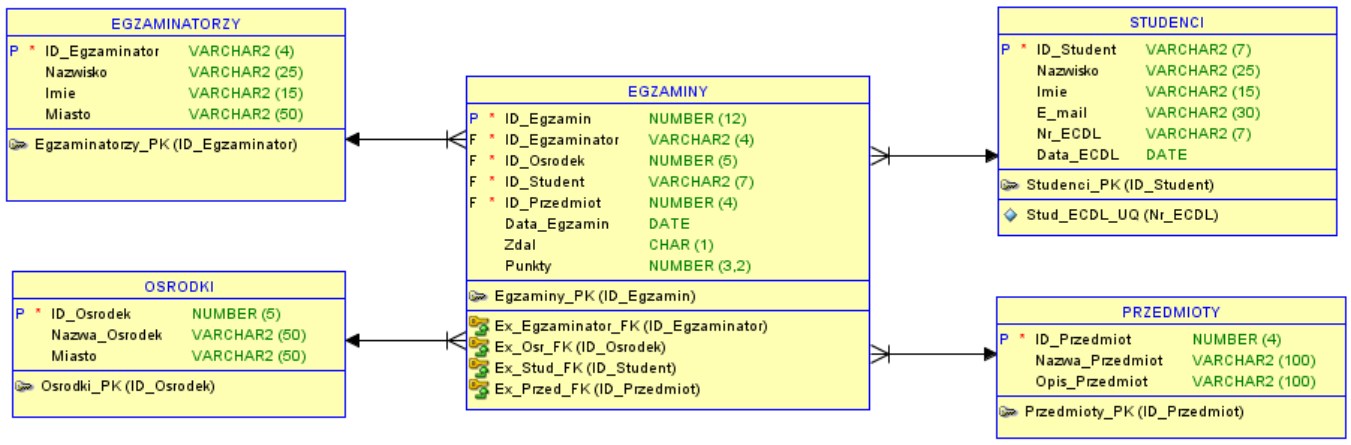 EGZAMINATORZY
P * ID_Egzaminator VARCHAR2 (4)
Nazwisko VARCHAR2 (25)
Imie VARCHAR2 (15)
Miasto VARCHAR2 (50)
Egzaminatorzy_PK (ID_Egzaminator)
OSRODKI
P * ID_Osrodek NUMBER (5)
Nazwa_Osrodek VARCHAR2 (50)
Miasto VARCHAR2 (50)
Osrodki_PK (ID_Osrodek)
EGZAMINY
P * ID_Egzamin NUMBER (12)
F * ID_Egzaminator VARCHAR2 (4)
F * ID_Osrodek NUMBER (5)
F * ID_Student VARCHAR2 (7)
F * ID_Przedmiot NUMBER (4)
Data_Egzamin DATE
Zdal CHAR (1)
Punkty NUMBER (3,2)
Egzaminy_PK (ID_Egzamin)
Ex_Egzaminator_FK (ID_Egzaminator)
Ex_Osr_FK (ID_Osrodek)
Ex_Stud_FK (ID_Student)
Ex_Przed_FK (ID_Przedmiot)
STUDENCI
P * ID_Student VARCHAR2 (7)
Nazwisko VARCHAR2 (25)
Imie VARCHAR2 (15)
E_mail VARCHAR2 (30)
Nr_ECDL VARCHAR2 (7)
Data_ECDL DATE
Studenci_PK (ID_Student)
Stud_ECDL_UQ (Nr_ECDL)
PRZEDMIOTY
P * ID_Przedmiot NUMBER (4)
Nazwa_Przedmiot VARCHAR2 (100)
Opis_Przedmiot VARCHAR2 (100)
Przedmioty_PK (ID_Przedmiot)